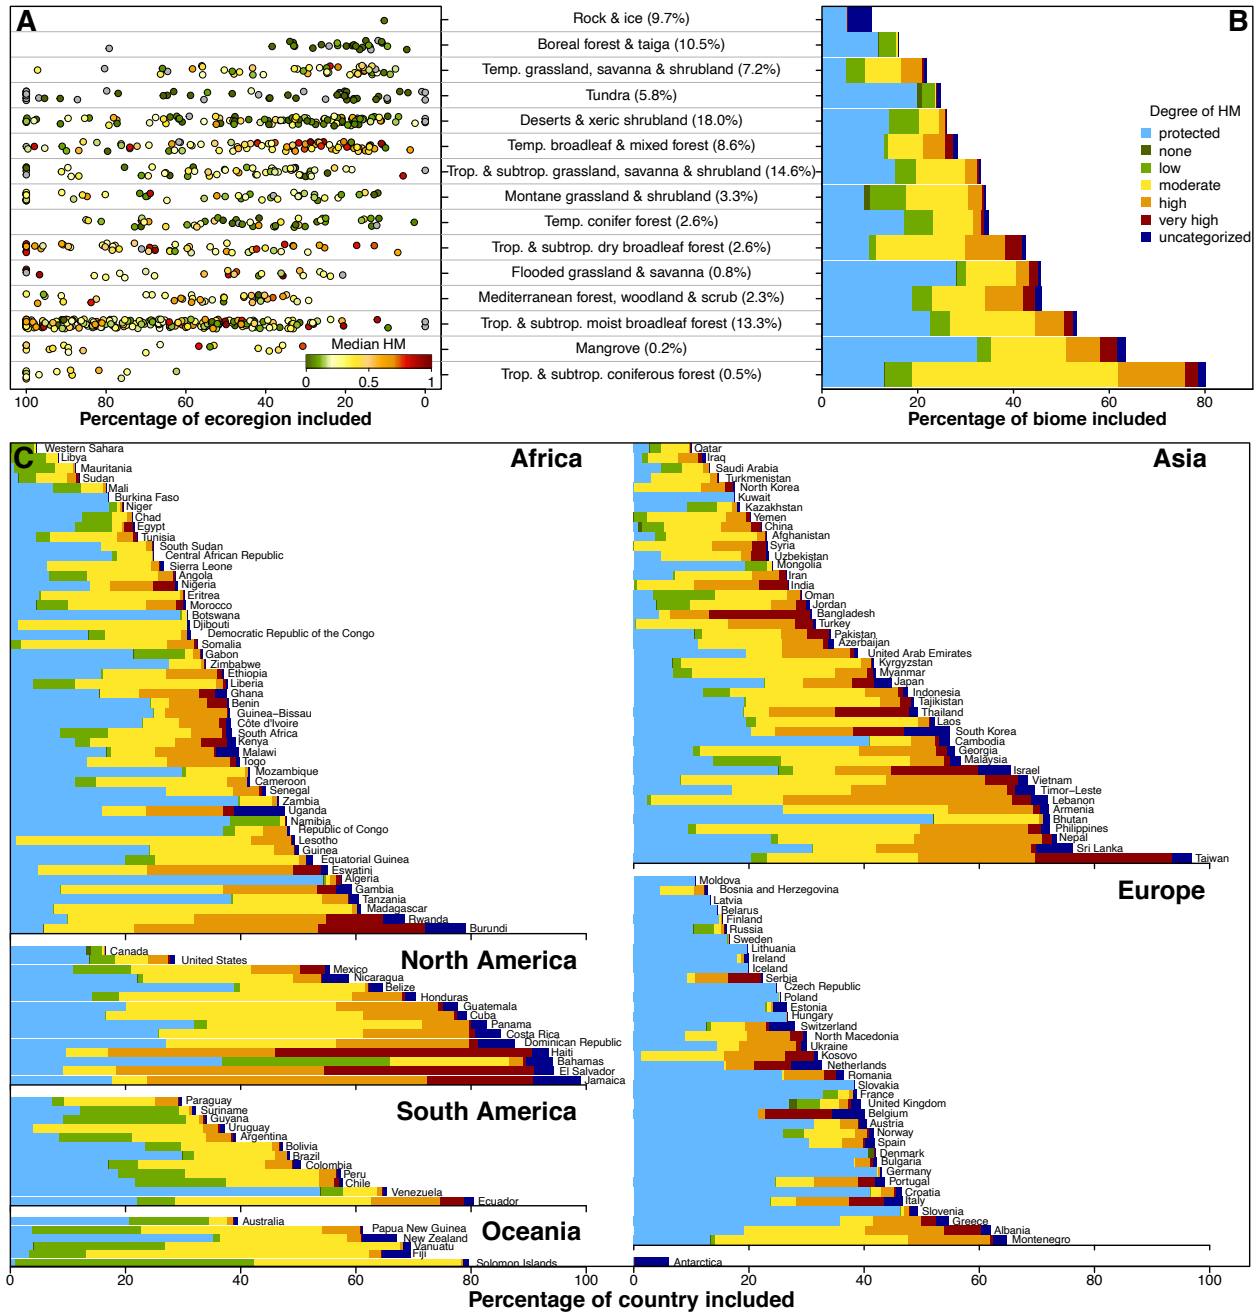 A
Rock & ice (9.7%)
Boreal forest & taiga (10.5%)
Temp. grassland, savanna & shrubland (7.2%)
Tundra (5.8%)
Deserts & xeric shrubland (18.0%)
Temp. broadleaf & mixed forest (8.6%)
Trop. & subtrop. grassland, savanna & shrubland (14.6%)
Montane grassland & shrubland (3.3%)
Temp. conifer forest (2.6%)
Trop. & subtrop. dry broadleaf forest (2.6%)
Flooded grassland & savanna (0.8%)
Mediterranean forest, woodland & scrub (2.3%)
Trop. & subtrop. moist broadleaf forest (13.3%)
Mangrove (0.2%)
Trop. & subtrop. coniferous forest (0.5%)
Median HM
0 0.5 1
100 80 60 40 20 0
Percentage of ecoregion included
B
Degree of HM
protected
none
low
moderate
high
very high
uncategorized
0 20 40 60 80
Percentage of biome included
C
Africa
Western Sahara
Libya
Mauritania
Sudan
Mali
Burkina Faso
Niger
Chad
Egypt
Tunisia
South Sudan
Central African Republic
Sierra Leone
Angola
Nigeria
Eritrea
Morocco
Botswana
Djibouti
Democratic Republic of the Congo
Somalia
Gabon
Zimbabwe
Ethiopia
Liberia
Ghana
Benin
Guinea−Bissau
Côte d'Ivoire
South Africa
Kenya
Malawi
Togo
Mozambique
Cameroon
Senegal
Zambia
Uganda
Namibia
Republic of Congo
Lesotho
Guinea
Equatorial Guinea
Eswatini
Algeria
Gambia
Tanzania
Madagascar
Rwanda
Burundi
North America
Canada
United States
Mexico
Nicaragua
Belize
Honduras
Guatemala
Cuba
Panama
Costa Rica
Dominican Republic
Haiti
Bahamas
El Salvador
Jamaica
South America
Paraguay
Suriname
Guyana
Uruguay
Argentina
Bolivia
Brazil
Colombia
Peru
Chile
Venezuela
Ecuador
Oceania
Australia
Papua New Guinea
New Zealand
Vanuatu
Fiji
Solomon Islands
0 20 40 60 80 100
Asia
Qatar
Iraq
Saudi Arabia
Turkmenistan
North Korea
Kuwait
Kazakhstan
Yemen
China
Afghanistan
Syria
Uzbekistan
Mongolia
Iran
India
Oman
Jordan
Bangladesh
Turkey
Pakistan
Azerbaijan
United Arab Emirates
Kyrgyzstan
Myanmar
Japan
Indonesia
Tajikistan
Thailand
Laos
South Korea
Cambodia
Georgia
Malaysia
Israel
Vietnam
Timor−Leste
Lebanon
Armenia
Bhutan
Philippines
Nepal
Sri Lanka
Taiwan
Europe
Moldova
Bosnia and Herzegovina
Latvia
Belarus
Finland
Russia
Sweden
Lithuania
Ireland
Iceland
Serbia
Czech Republic
Poland
Estonia
Hungary
Switzerland
North Macedonia
Ukraine
Kosovo
Netherlands
Romania
Slovakia
France
United Kingdom
Belgium
Austria
Norway
Spain
Denmark
Bulgaria
Germany
Portugal
Croatia
Italy
Slovenia
Greece
Albania
Montenegro
Antarctica
0 20 40 60 80 100
Percentage of country included